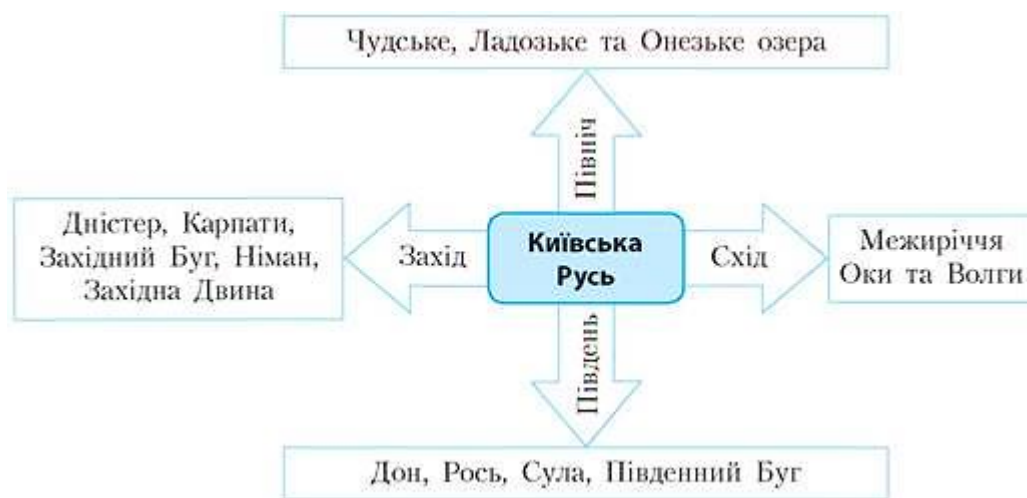 Чудське, Ладозьке та Онезьке озера
Північ
Дністер, Карпати,
Західний Буг, Німан,
Західна Двина
Захід
Київська
Русь
Схід
Межиріччя
Оки та Волги
Південь
Дон, Рось, Сула, Південний Буг